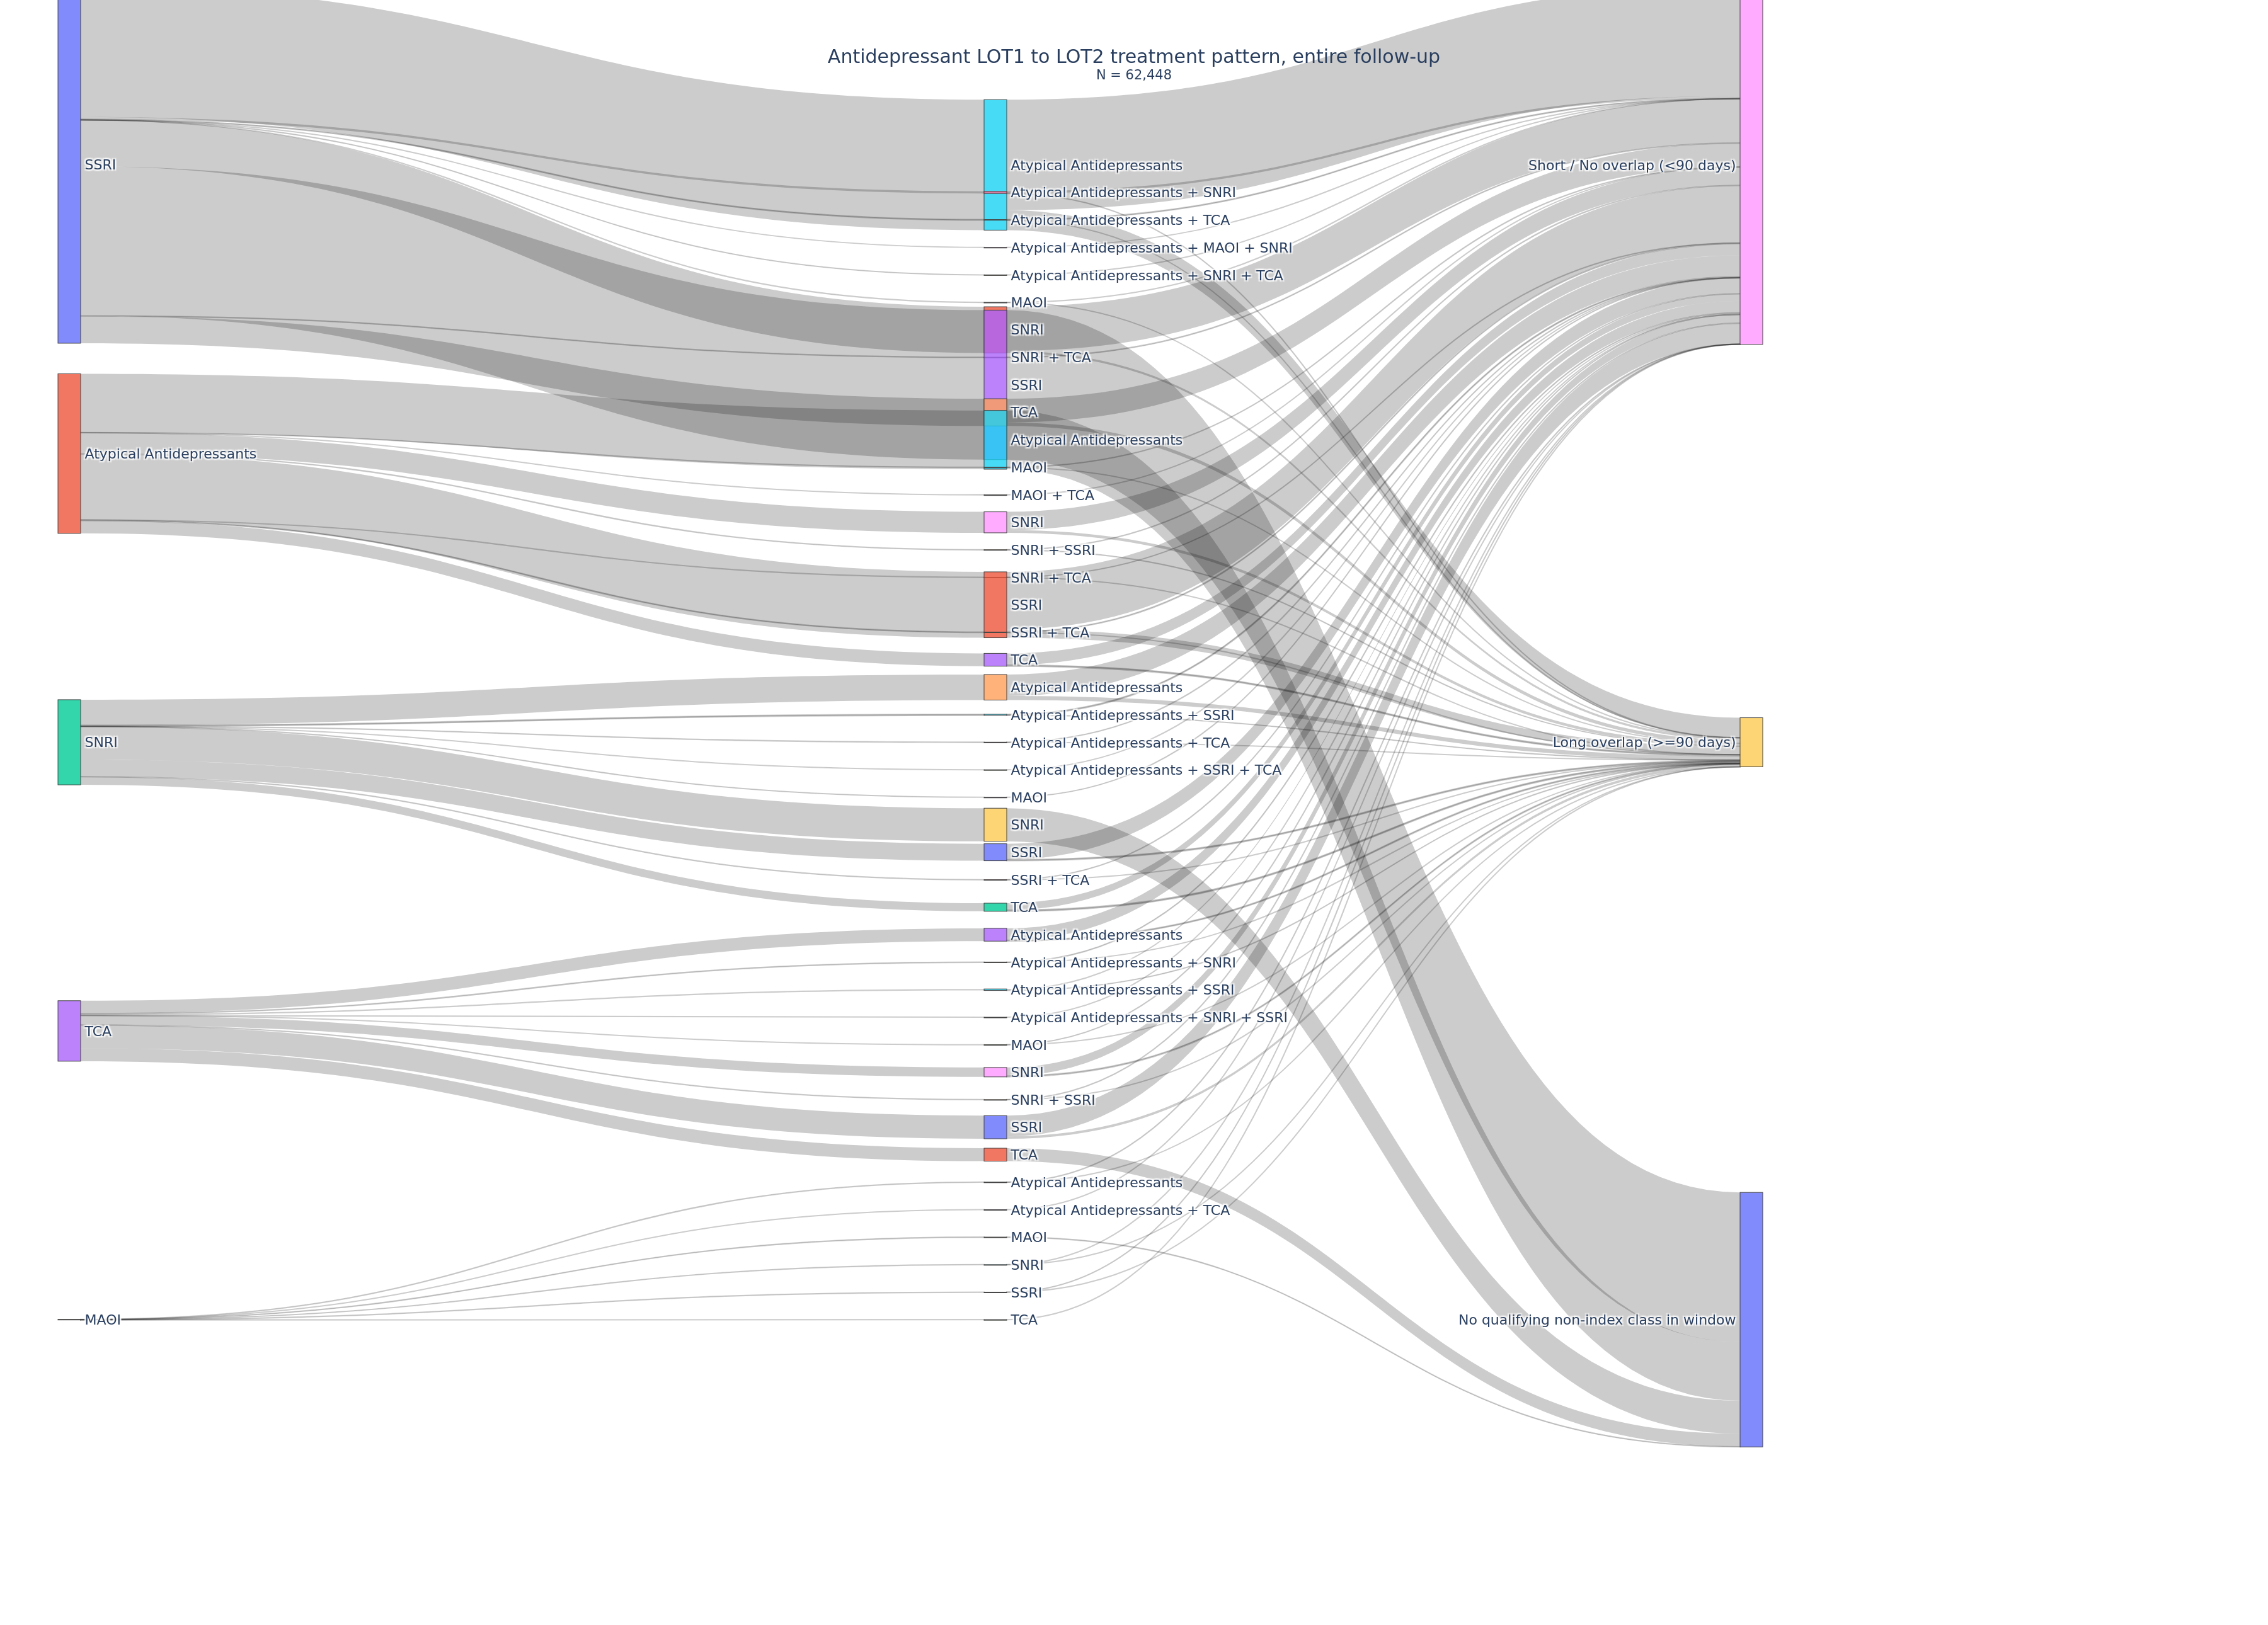 Antidepressant LOT1 to LOT2 treatment pattern, entire follow-up
N = 62,448
SSRI
Atypical Antidepressants
SNRI
TCA
MAOI
Atypical Antidepressants
Atypical Antidepressants + SNRI
Atypical Antidepressants + TCA
Atypical Antidepressants + MAOI + SNRI
Atypical Antidepressants + SNRI + TCA
MAOI
SNRI
SNRI + TCA
SSRI
TCA
Atypical Antidepressants
MAOI
MAOI + TCA
SNRI
SNRI + SSRI
SNRI + TCA
SSRI
SSRI + TCA
TCA
Atypical Antidepressants
Atypical Antidepressants + SSRI
Atypical Antidepressants + TCA
Atypical Antidepressants + SSRI + TCA
MAOI
SNRI
SSRI
SSRI + TCA
TCA
Atypical Antidepressants
Atypical Antidepressants + SNRI
Atypical Antidepressants + SSRI
Atypical Antidepressants + SNRI + SSRI
MAOI
SNRI
SNRI + SSRI
SSRI
TCA
Atypical Antidepressants
Atypical Antidepressants + TCA
MAOI
SNRI
SSRI
TCA
Short / No overlap (<90 days)
Long overlap (>=90 days)
No qualifying non-index class in window